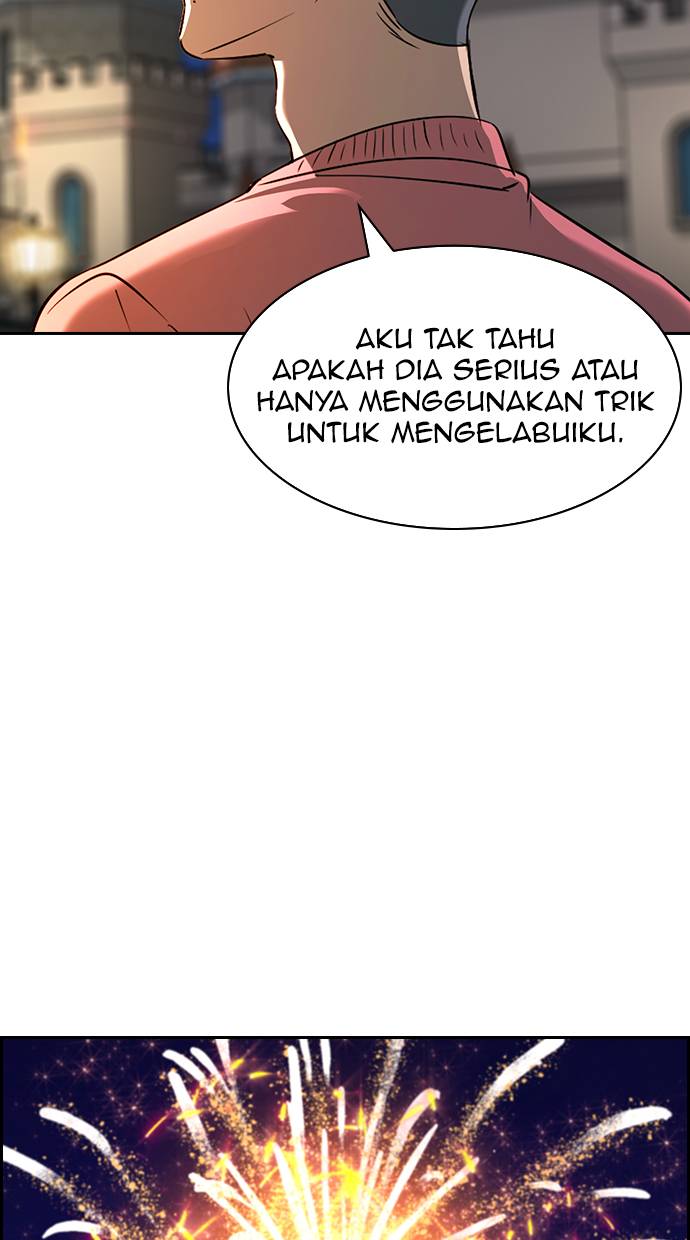 AKU TAK TAHU
APAKAH DIA SERIUS ATAU
HANYA MENGGUNAKAN TRIK
UNTUK MENGELABUIKU.